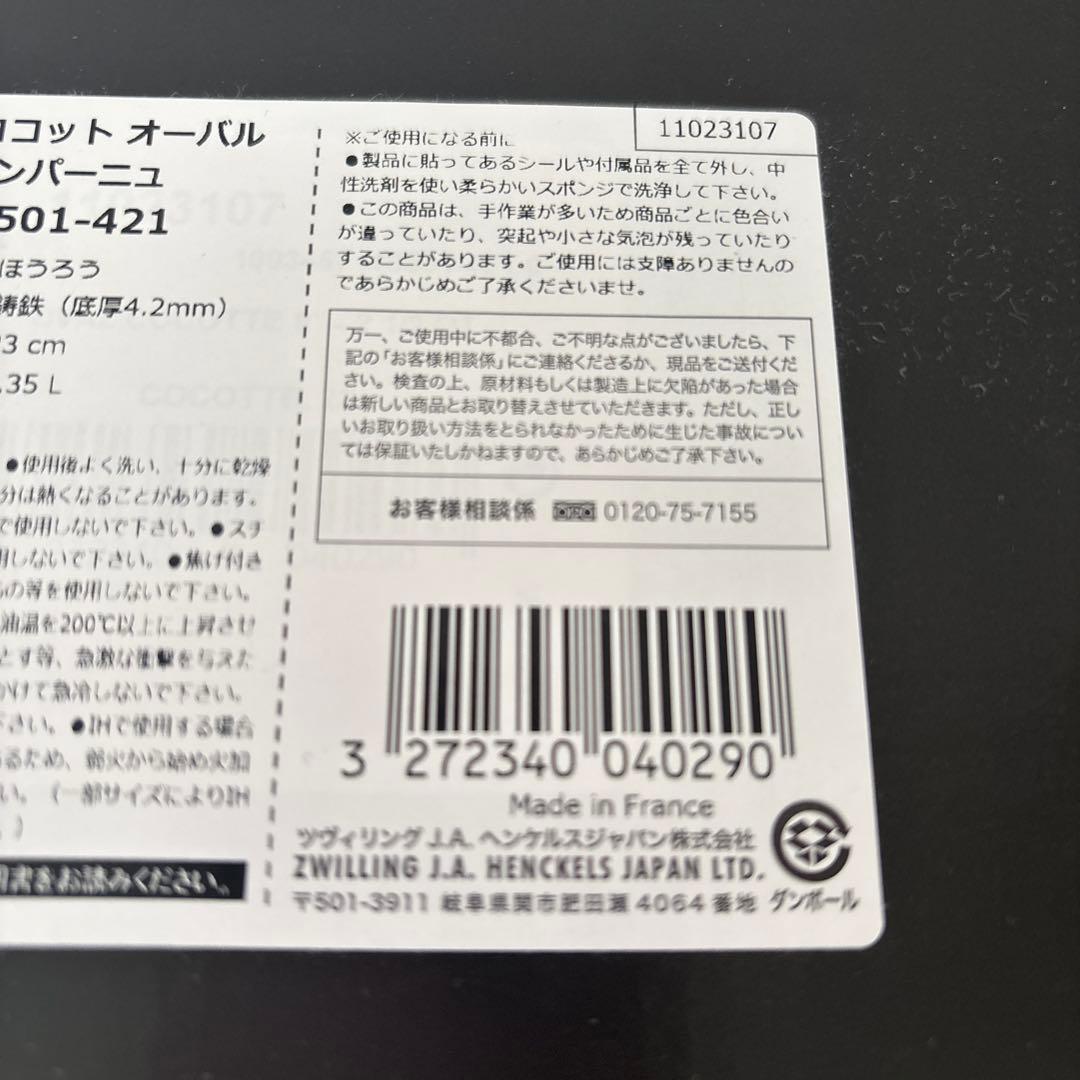 ココット オーバル
ンパーニュ
501-421
ほうろう
鋳鉄（底厚4.2mm）
3 cm
.35 L
●使用後よく洗い、十分に乾燥
分は熱くなることがあります。
で使用しないで下さい。●スチ
用しないで下さい。●焦げ付き
の等を使用しないで下さい。
油温を200℃以上に上昇させ
とす等、急激な衝撃を与えた
かけて急冷しないで下さい。
さい。●IHで使用する場合
るため、弱火から始め火加
い。（一部サイズによりIH
。）
書をお読みください。
11023107
※ご使用になる前に
●製品に貼ってあるシールや付属品を全て外し、中
性洗剤を使い柔らかいスポンジで洗浄して下さい。
●この商品は、手作業が多いため商品ごとに色合い
が違っていたり、突起や小さな気泡が残っていたり
することがあります。ご使用には支障ありませんの
であらかじめご了承くださいませ。
万一、ご使用中に不都合、ご不明な点がございましたら、下
記の「お客様相談係」にご連絡くださるか、現品をご送付くだ
さい。検査の上、原材料もしくは製造上に欠陥があった場合
は新しい商品とお取り替えさせていただきます。ただし、正し
いお取り扱い方法をとられなかったために生じた事故につい
ては保証いたしかねますので、あらかじめご了承下さい。
お客様相談係 0120-75-7155
3 272340 040290
Made in France
ツヴィリング J.A. ヘンケルスジャパン株式会社
ZWILLING J.A. HENCKELS JAPAN LTD.
〒501-3911 岐阜県関市肥田瀬 4064 番地
ダンボール